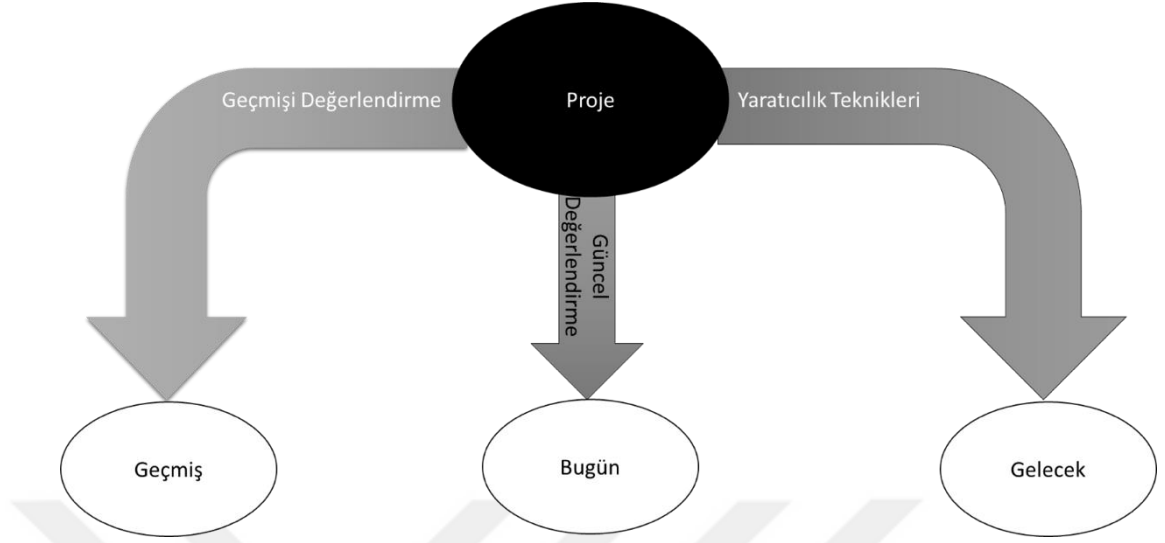 Geçmişi Değerlendirme
Proje
Yaratıcılık Teknikleri
Güncel
Değerlendirme
Geçmiş
Bugün
Gelecek